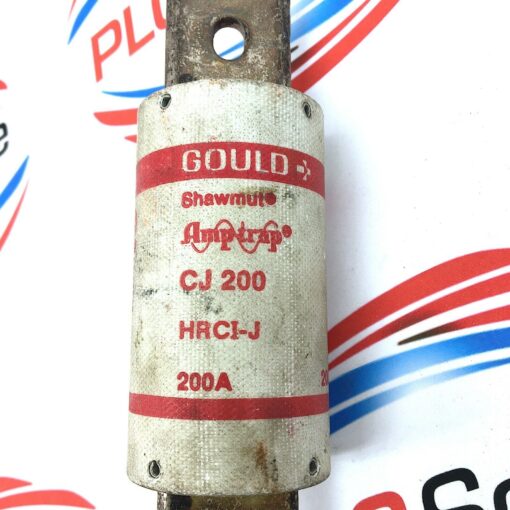 GOULD
Shawmut®
Amp-trap®
CJ 200
HRCI-J
200A